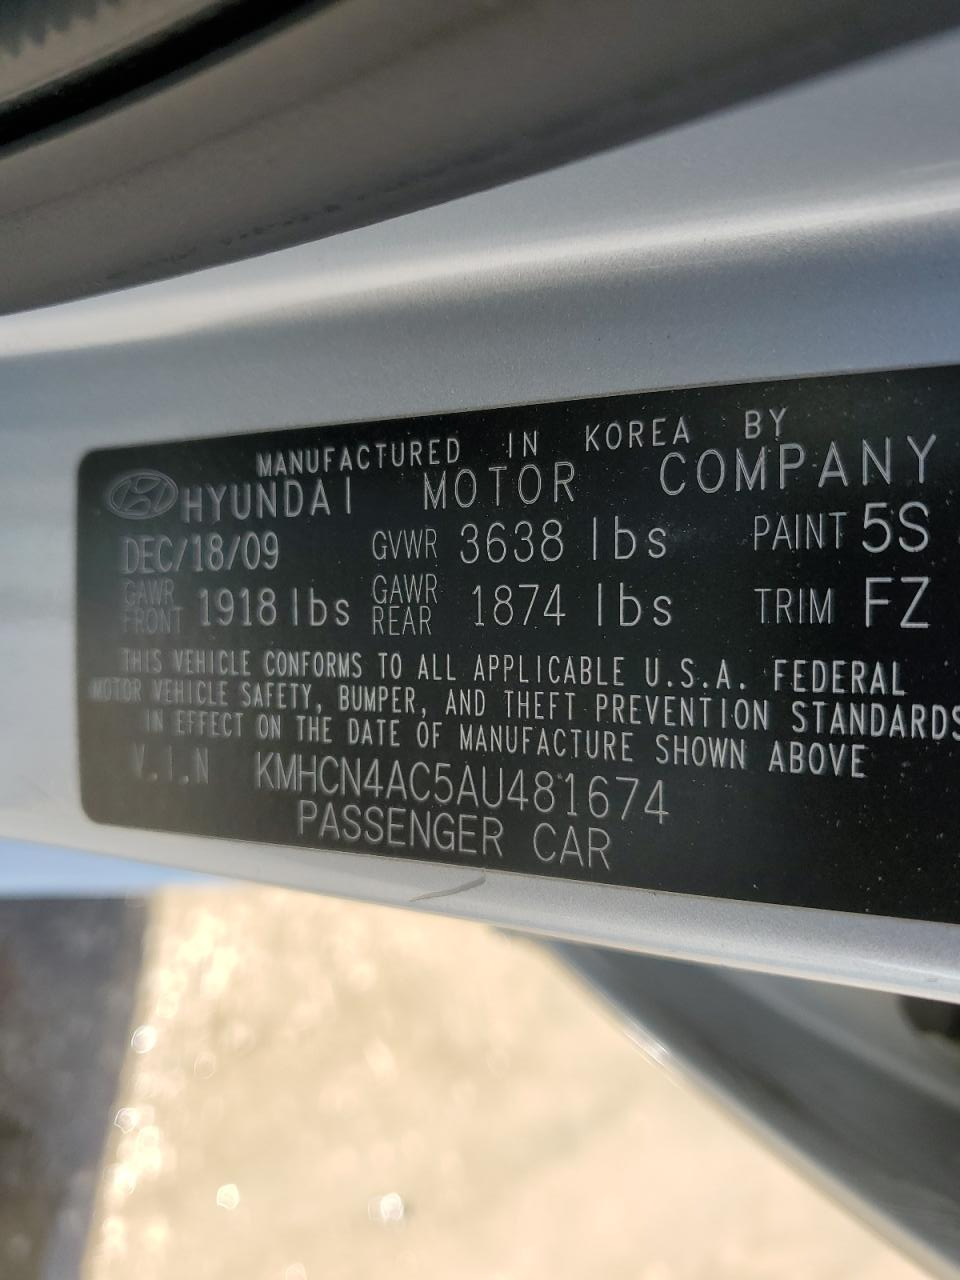 MANUFACTURED IN KOREA BY
HYUNDAI MOTOR COMPANY
DEC/18/09 GVWR 3638 lbs PAINT 5S
GAWR FRONT 1918 lbs GAWR REAR 1874 lbs TRIM FZ
THIS VEHICLE CONFORMS TO ALL APPLICABLE U.S.A. FEDERAL
MOTOR VEHICLE SAFETY, BUMPER, AND THEFT PREVENTION STANDARDS
IN EFFECT ON THE DATE OF MANUFACTURE SHOWN ABOVE
V.I.N KMHCN4AC5AU481674
PASSENGER CAR